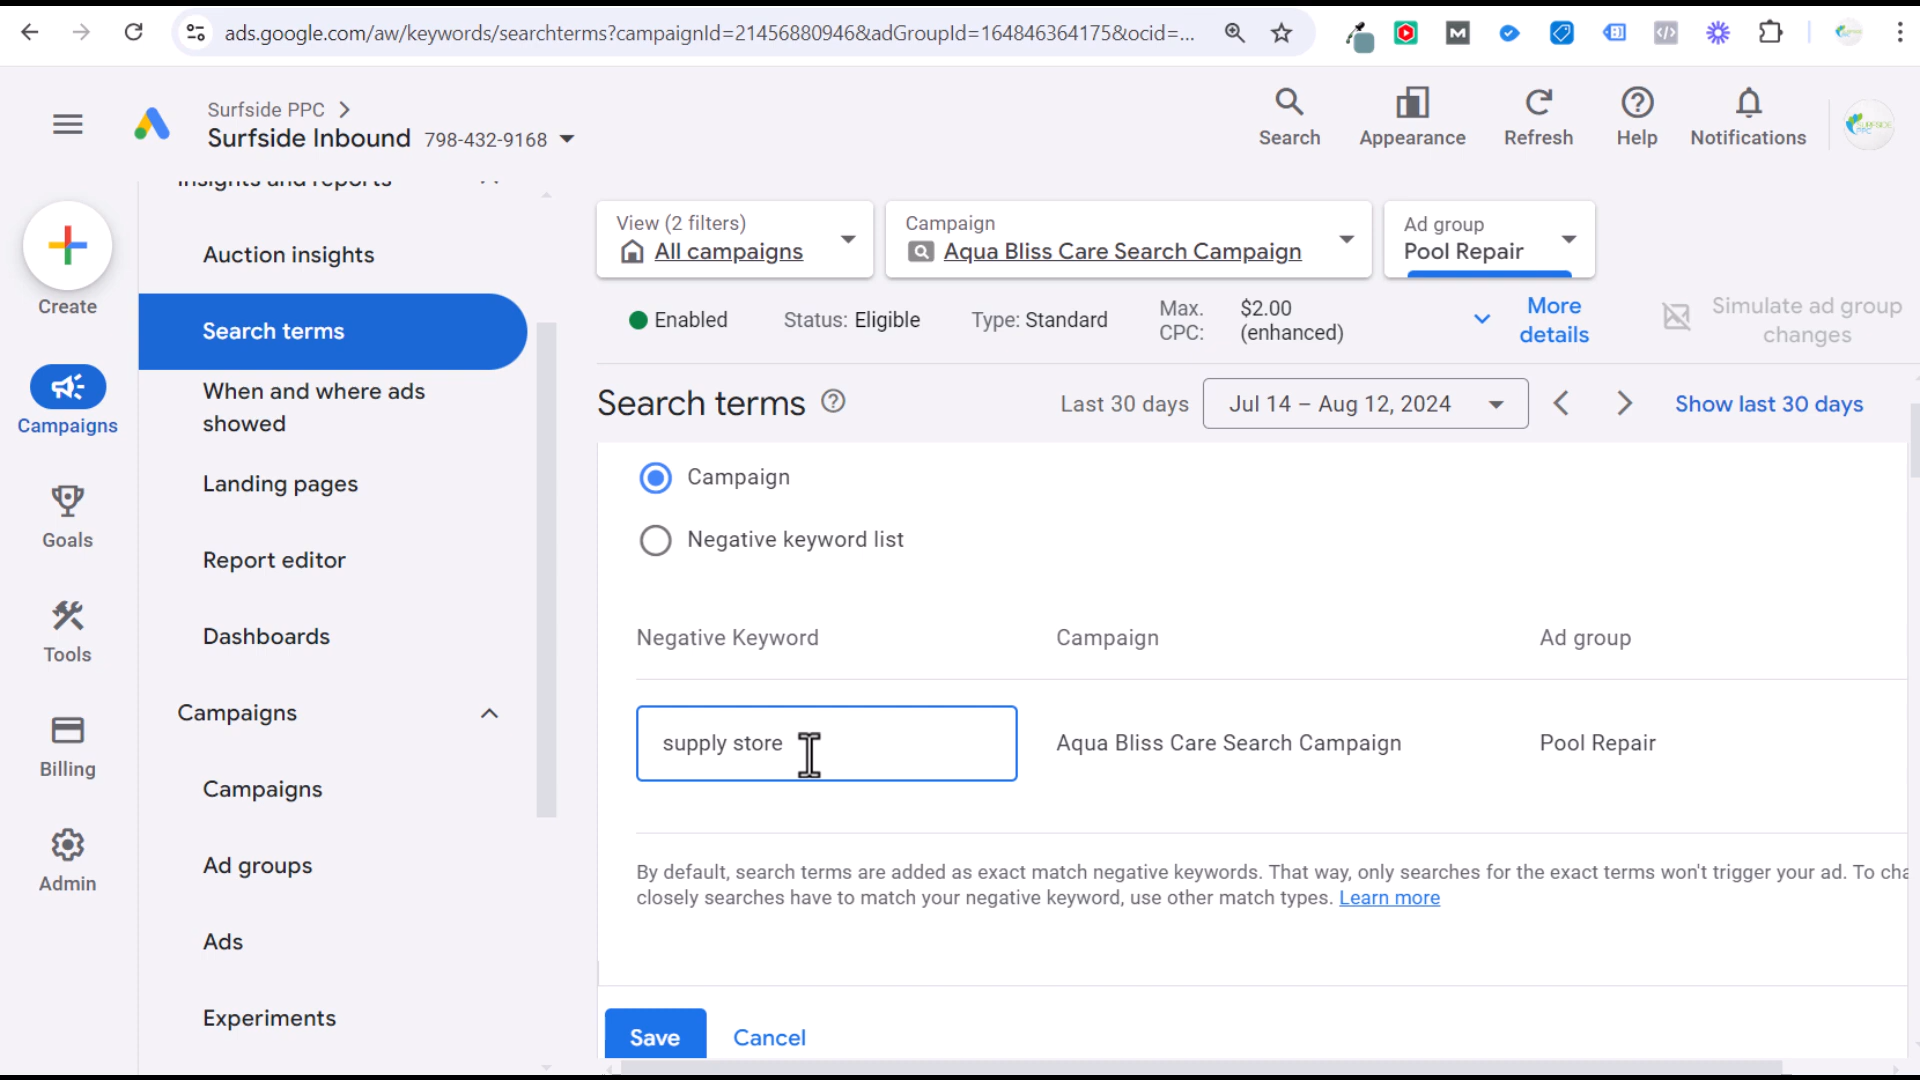 ads.google.com/aw/keywords/searchterms?campaignId=21456880946&adGroupId=164846364175&ocid=...
Surfside PPC
Surfside Inbound 798-432-9168
Search
Appearance
Refresh
Help
Notifications
Create
Campaigns
Goals
Tools
Billing
Admin
Insights and reports
Auction insights
Search terms
When and where ads
showed
Landing pages
Report editor
Dashboards
Campaigns
Campaigns
Ad groups
Ads
Experiments
View (2 filters)
All campaigns
Campaign
Aqua Bliss Care Search Campaign
Ad group
Pool Repair
Enabled
Status: Eligible
Type: Standard
Max.
CPC:
$2.00
(enhanced)
More
details
Simulate ad group
changes
Search terms
Last 30 days
Jul 14 – Aug 12, 2024
Show last 30 days
Campaign
Negative keyword list
Negative Keyword
Campaign
Ad group
supply store
Aqua Bliss Care Search Campaign
Pool Repair
By default, search terms are added as exact match negative keywords. That way, only searches for the exact terms won't trigger your ad. To
closely searches have to match your negative keyword, use other match types. Learn more
Save
Cancel